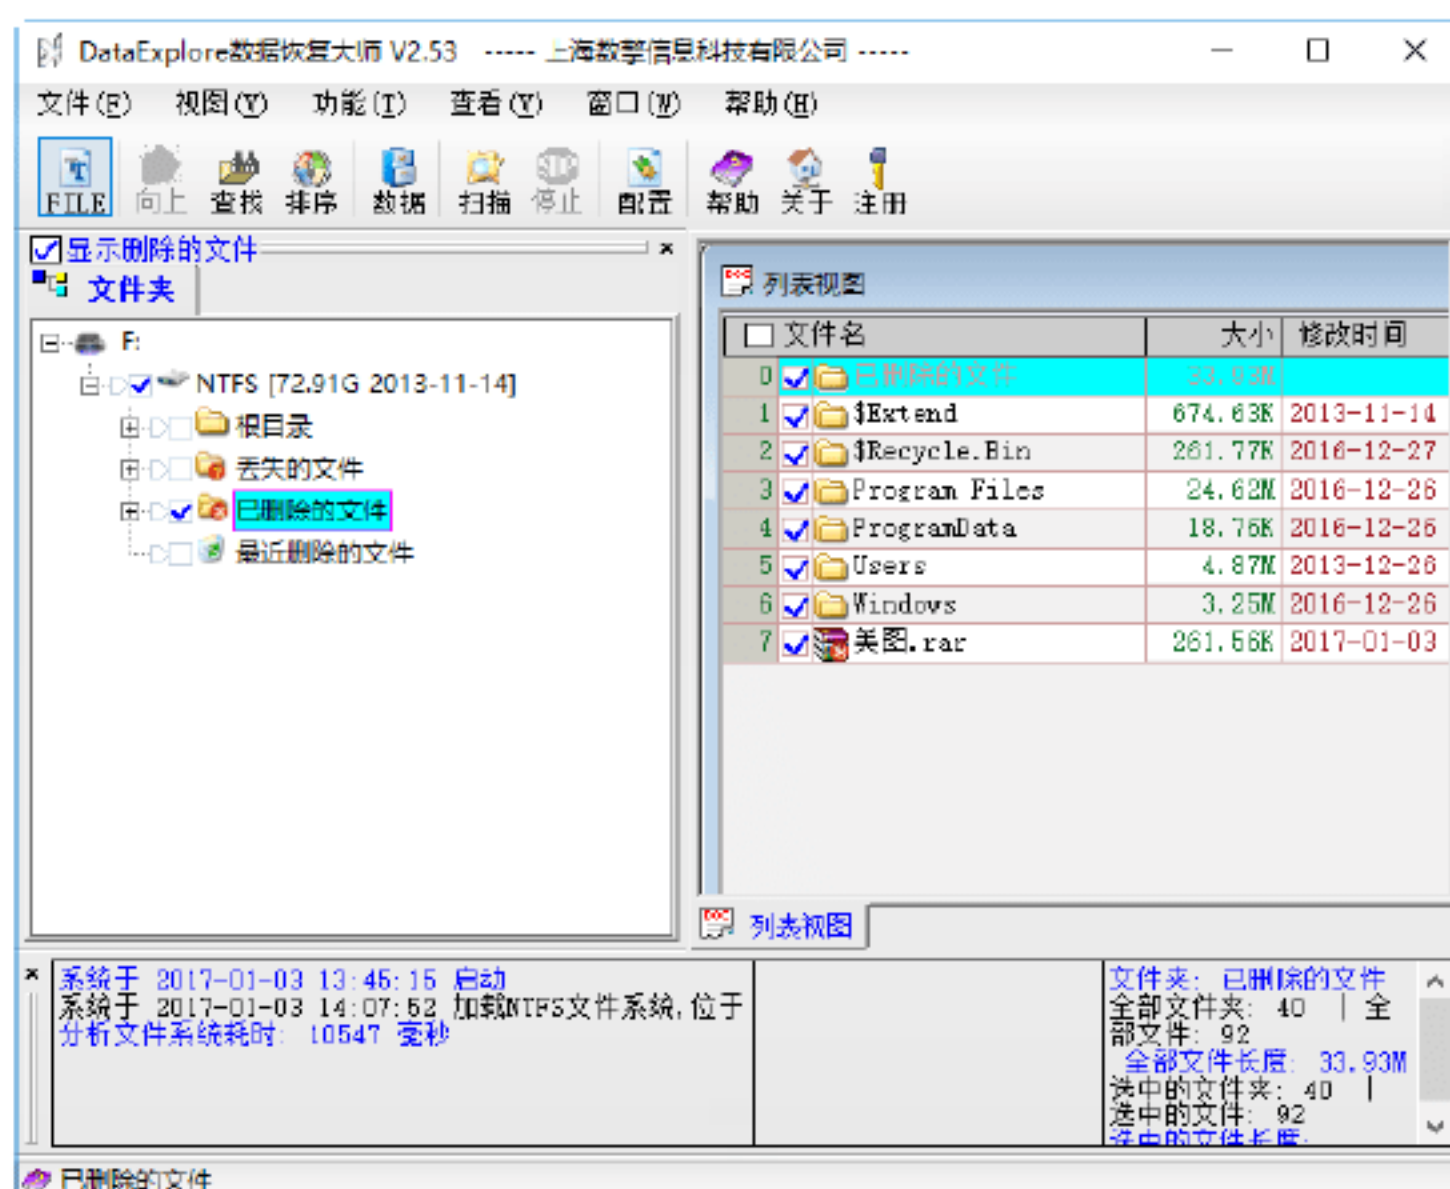 DataExplore数据恢复大师 V2.53 ----- 上海数擎信息科技有限公司 -----
文件(F) 视图(V) 功能(T) 查看(V) 窗口(W) 帮助(H)
FILE 向上 查找 排序 数据 扫描 停止 配置 帮助 关于 注册
显示删除的文件
文件夹
F:
NTFS [72.91G 2013-11-14]
根目录
丢失的文件
已删除的文件
最近删除的文件
列表视图
文件名 大小 修改时间
0 已删除的文件 33.93M
1 $Extend 674.63K 2013-11-14
2 $Recycle.Bin 261.77K 2016-12-27
3 Program Files 24.62M 2016-12-26
4 ProgramData 18.76K 2016-12-26
5 Users 4.87M 2013-12-26
6 Windows 3.25M 2016-12-26
7 美图.rar 261.56K 2017-01-03
列表视图
系统于 2017-01-03 13:45:15 启动
系统于 2017-01-03 14:07:52 加载NTFS文件系统,位于
分析文件系统耗时: 10547 毫秒
文件夹: 已删除的文件
全部文件夹: 40 | 全
部文件: 92
全部文件长度: 33.93M
选中的文件夹: 40 |
选中的文件: 92
选中的文件长度:
已删除的文件